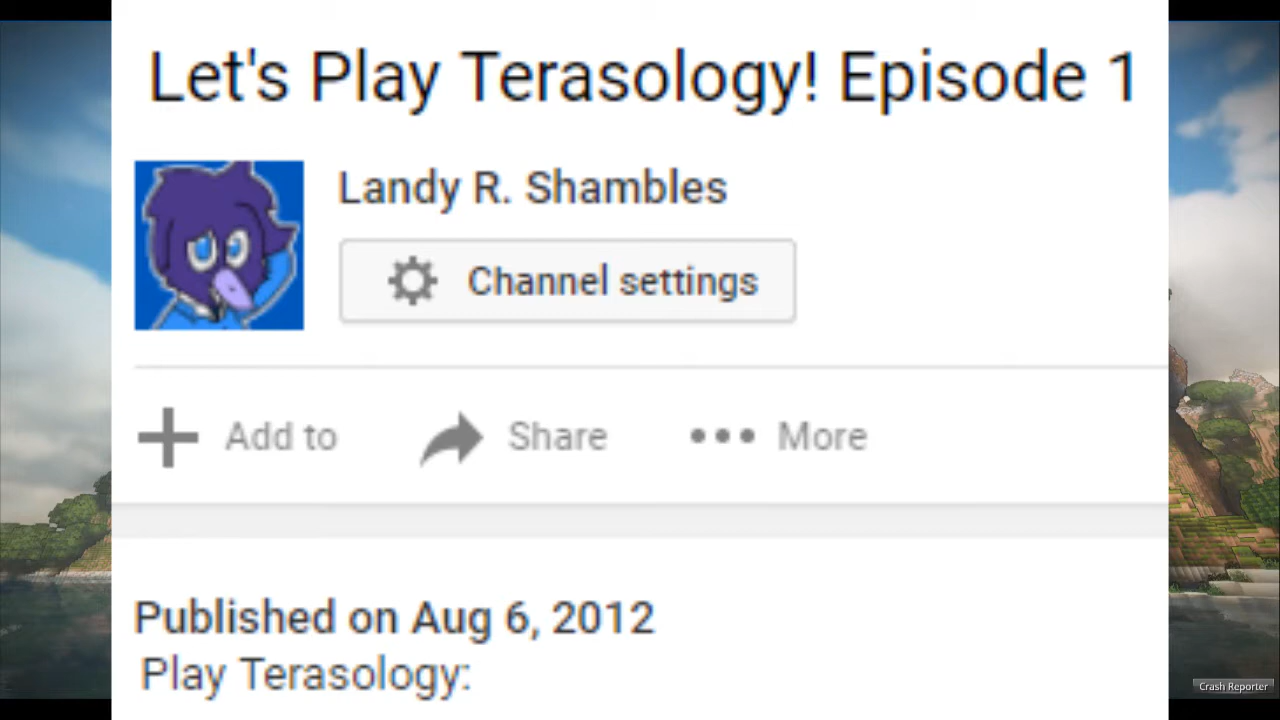 Let's Play Terasology! Episode 1
Landy R. Shambles
Channel settings
Add to
Share
More
Published on Aug 6, 2012
Play Terasology:
Crash Reporter